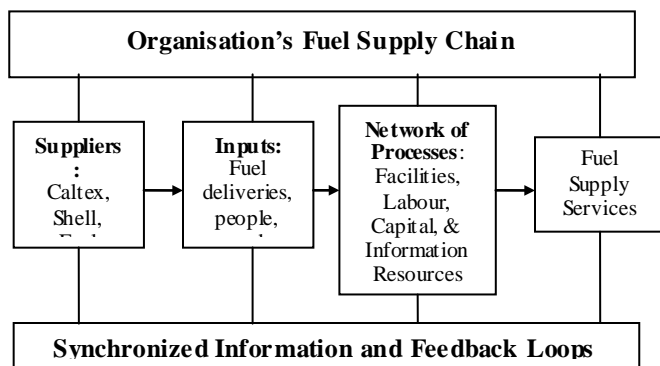 Organisation's Fuel Supply Chain
Suppliers
:
Caltex,
Shell,
Inputs:
Fuel
deliveries,
people,
Network of
Processes:
Facilities,
Labour,
Capital, &
Information
Resources
Fuel
Supply
Services
Synchronized Information and Feedback Loops